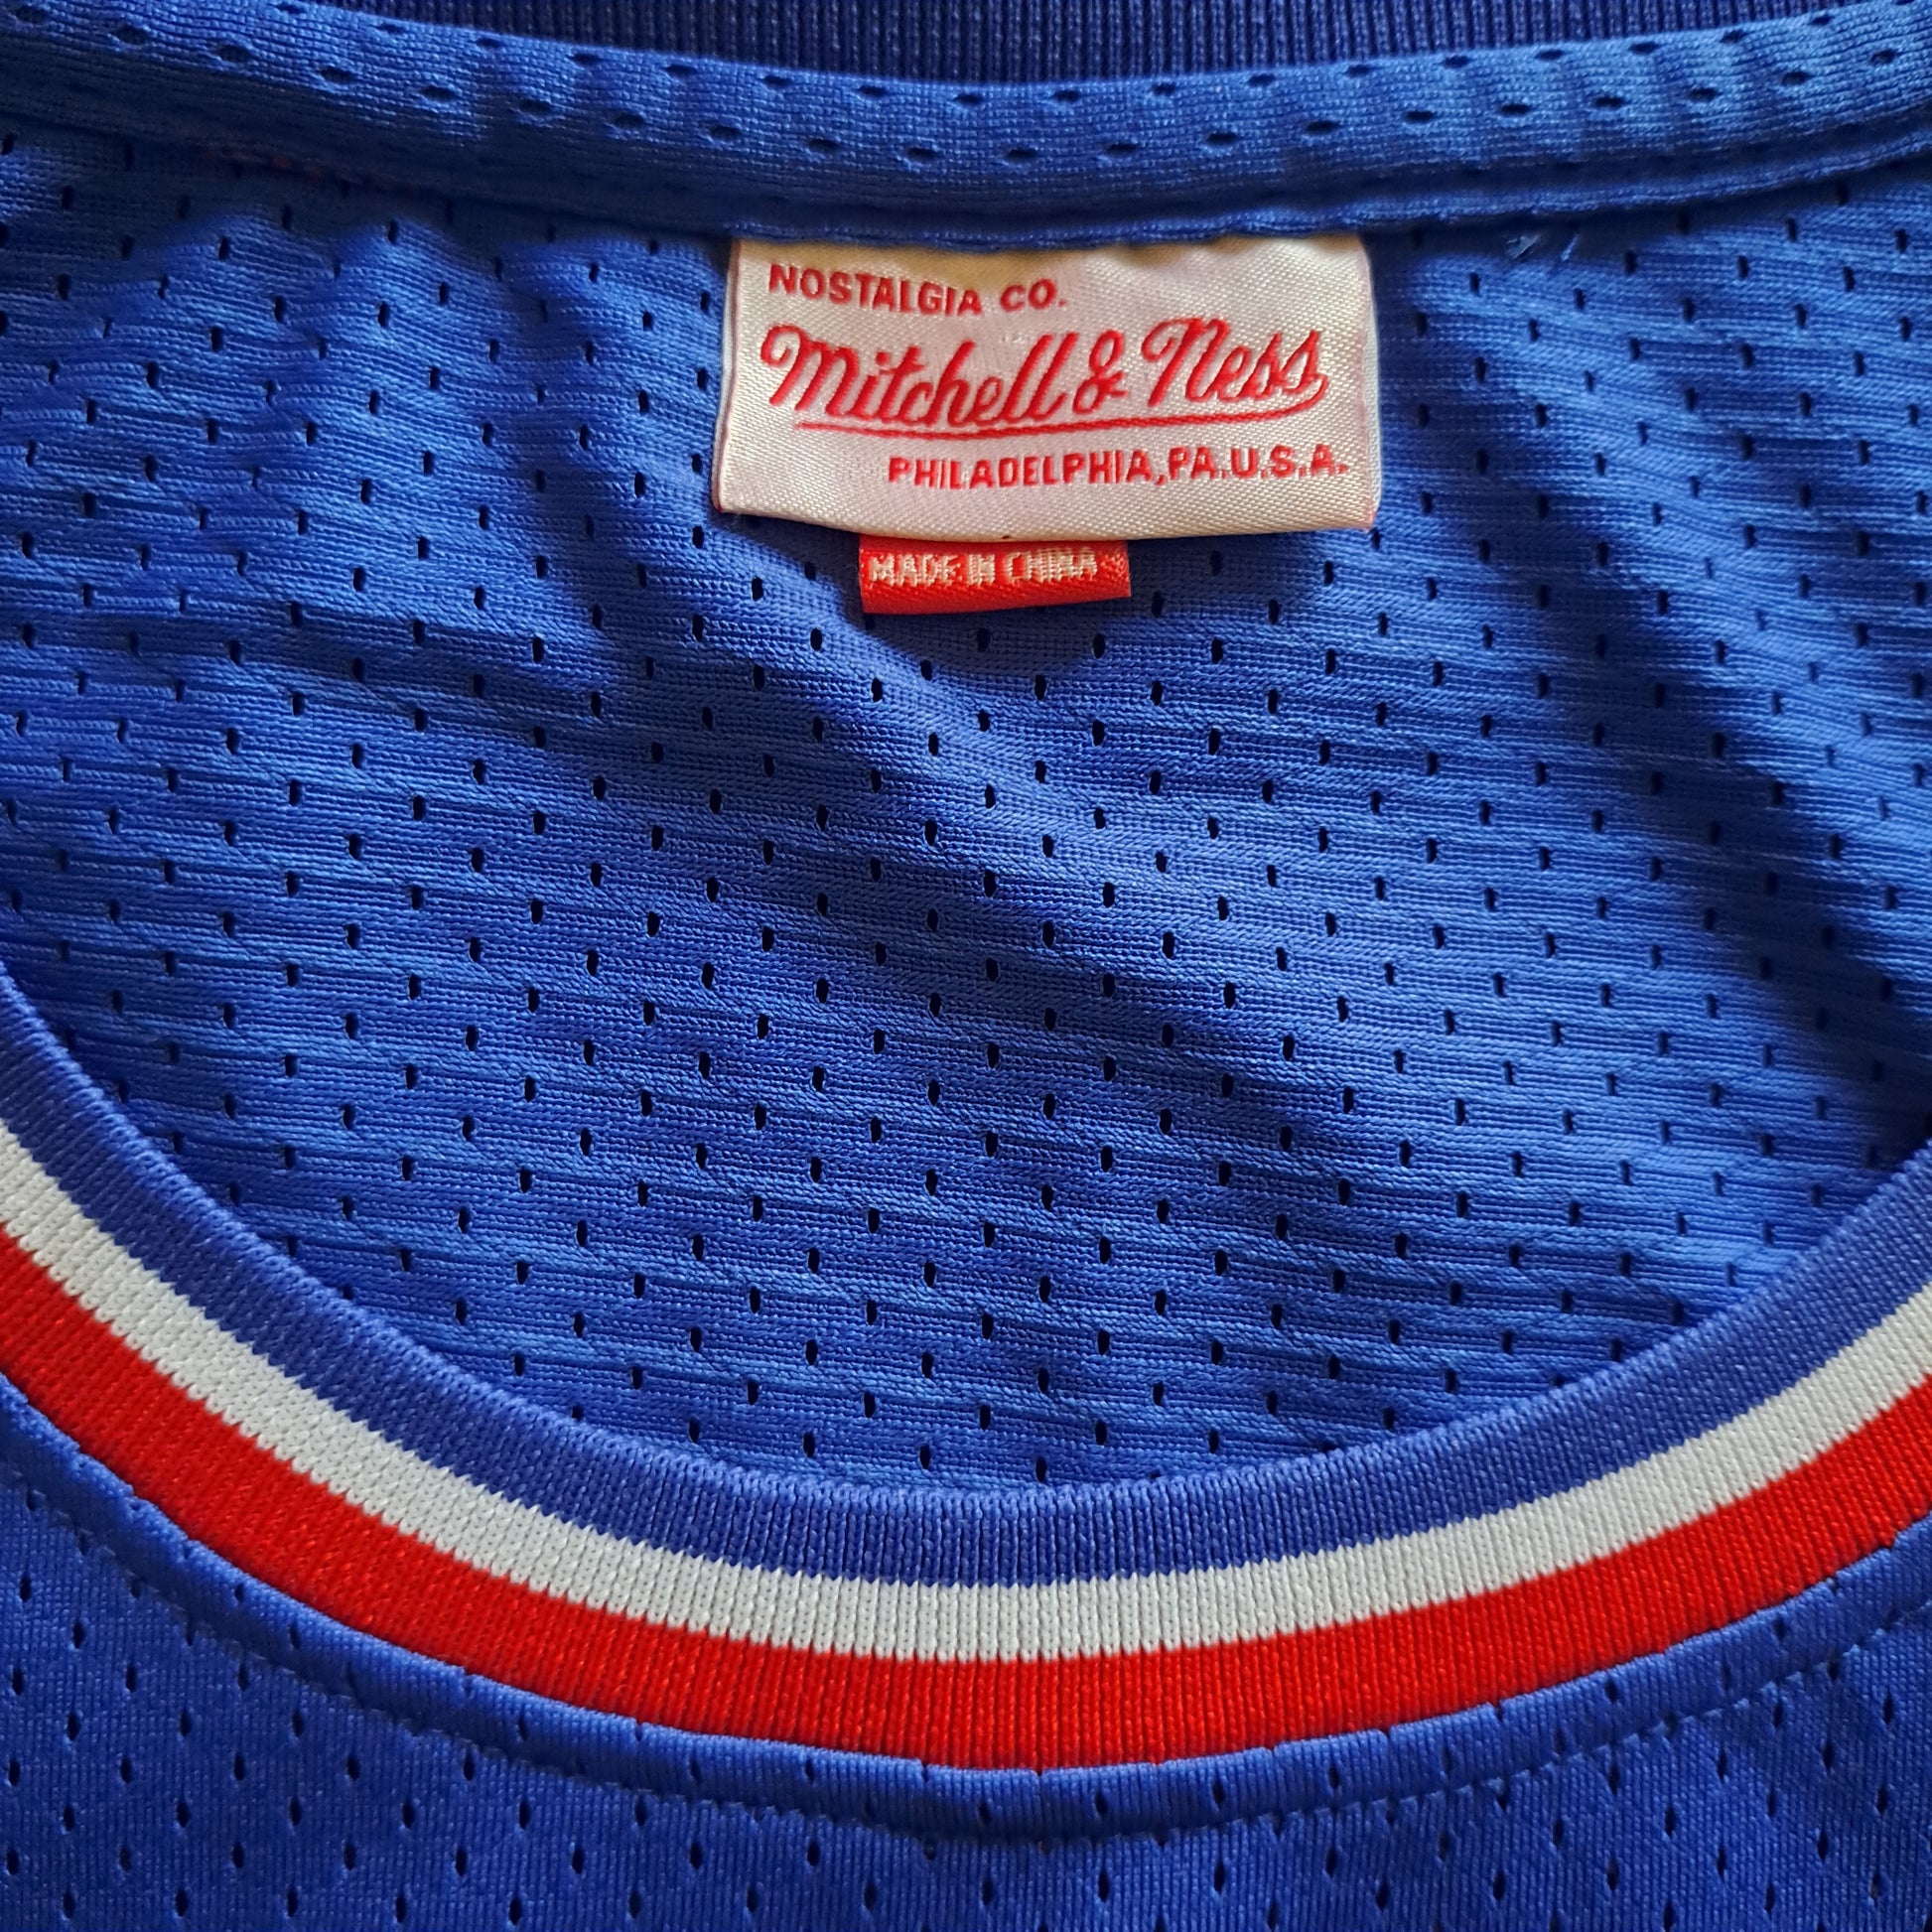 NOSTALGIA CO.
Mitchell & Ness
PHILADELPHIA, PA. U.S.A.
MADE IN CHINA